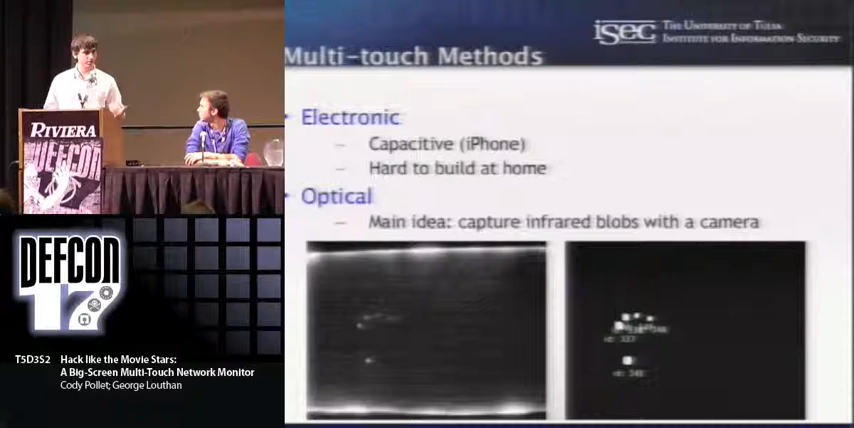 iSEC THE UNIVERSITY OF TULSA
INSTITUTE FOR INFORMATION SECURITY
Multi-touch Methods
Electronic
– Capacitive (iPhone)
– Hard to build at home
Optical
– Main idea: capture infrared blobs with a camera
RIVIERA
DEFCON
DEFCON
17
T5D3S2 Hack like the Movie Stars:
A Big-Screen Multi-Touch Network Monitor
Cody Pollet; George Louthan